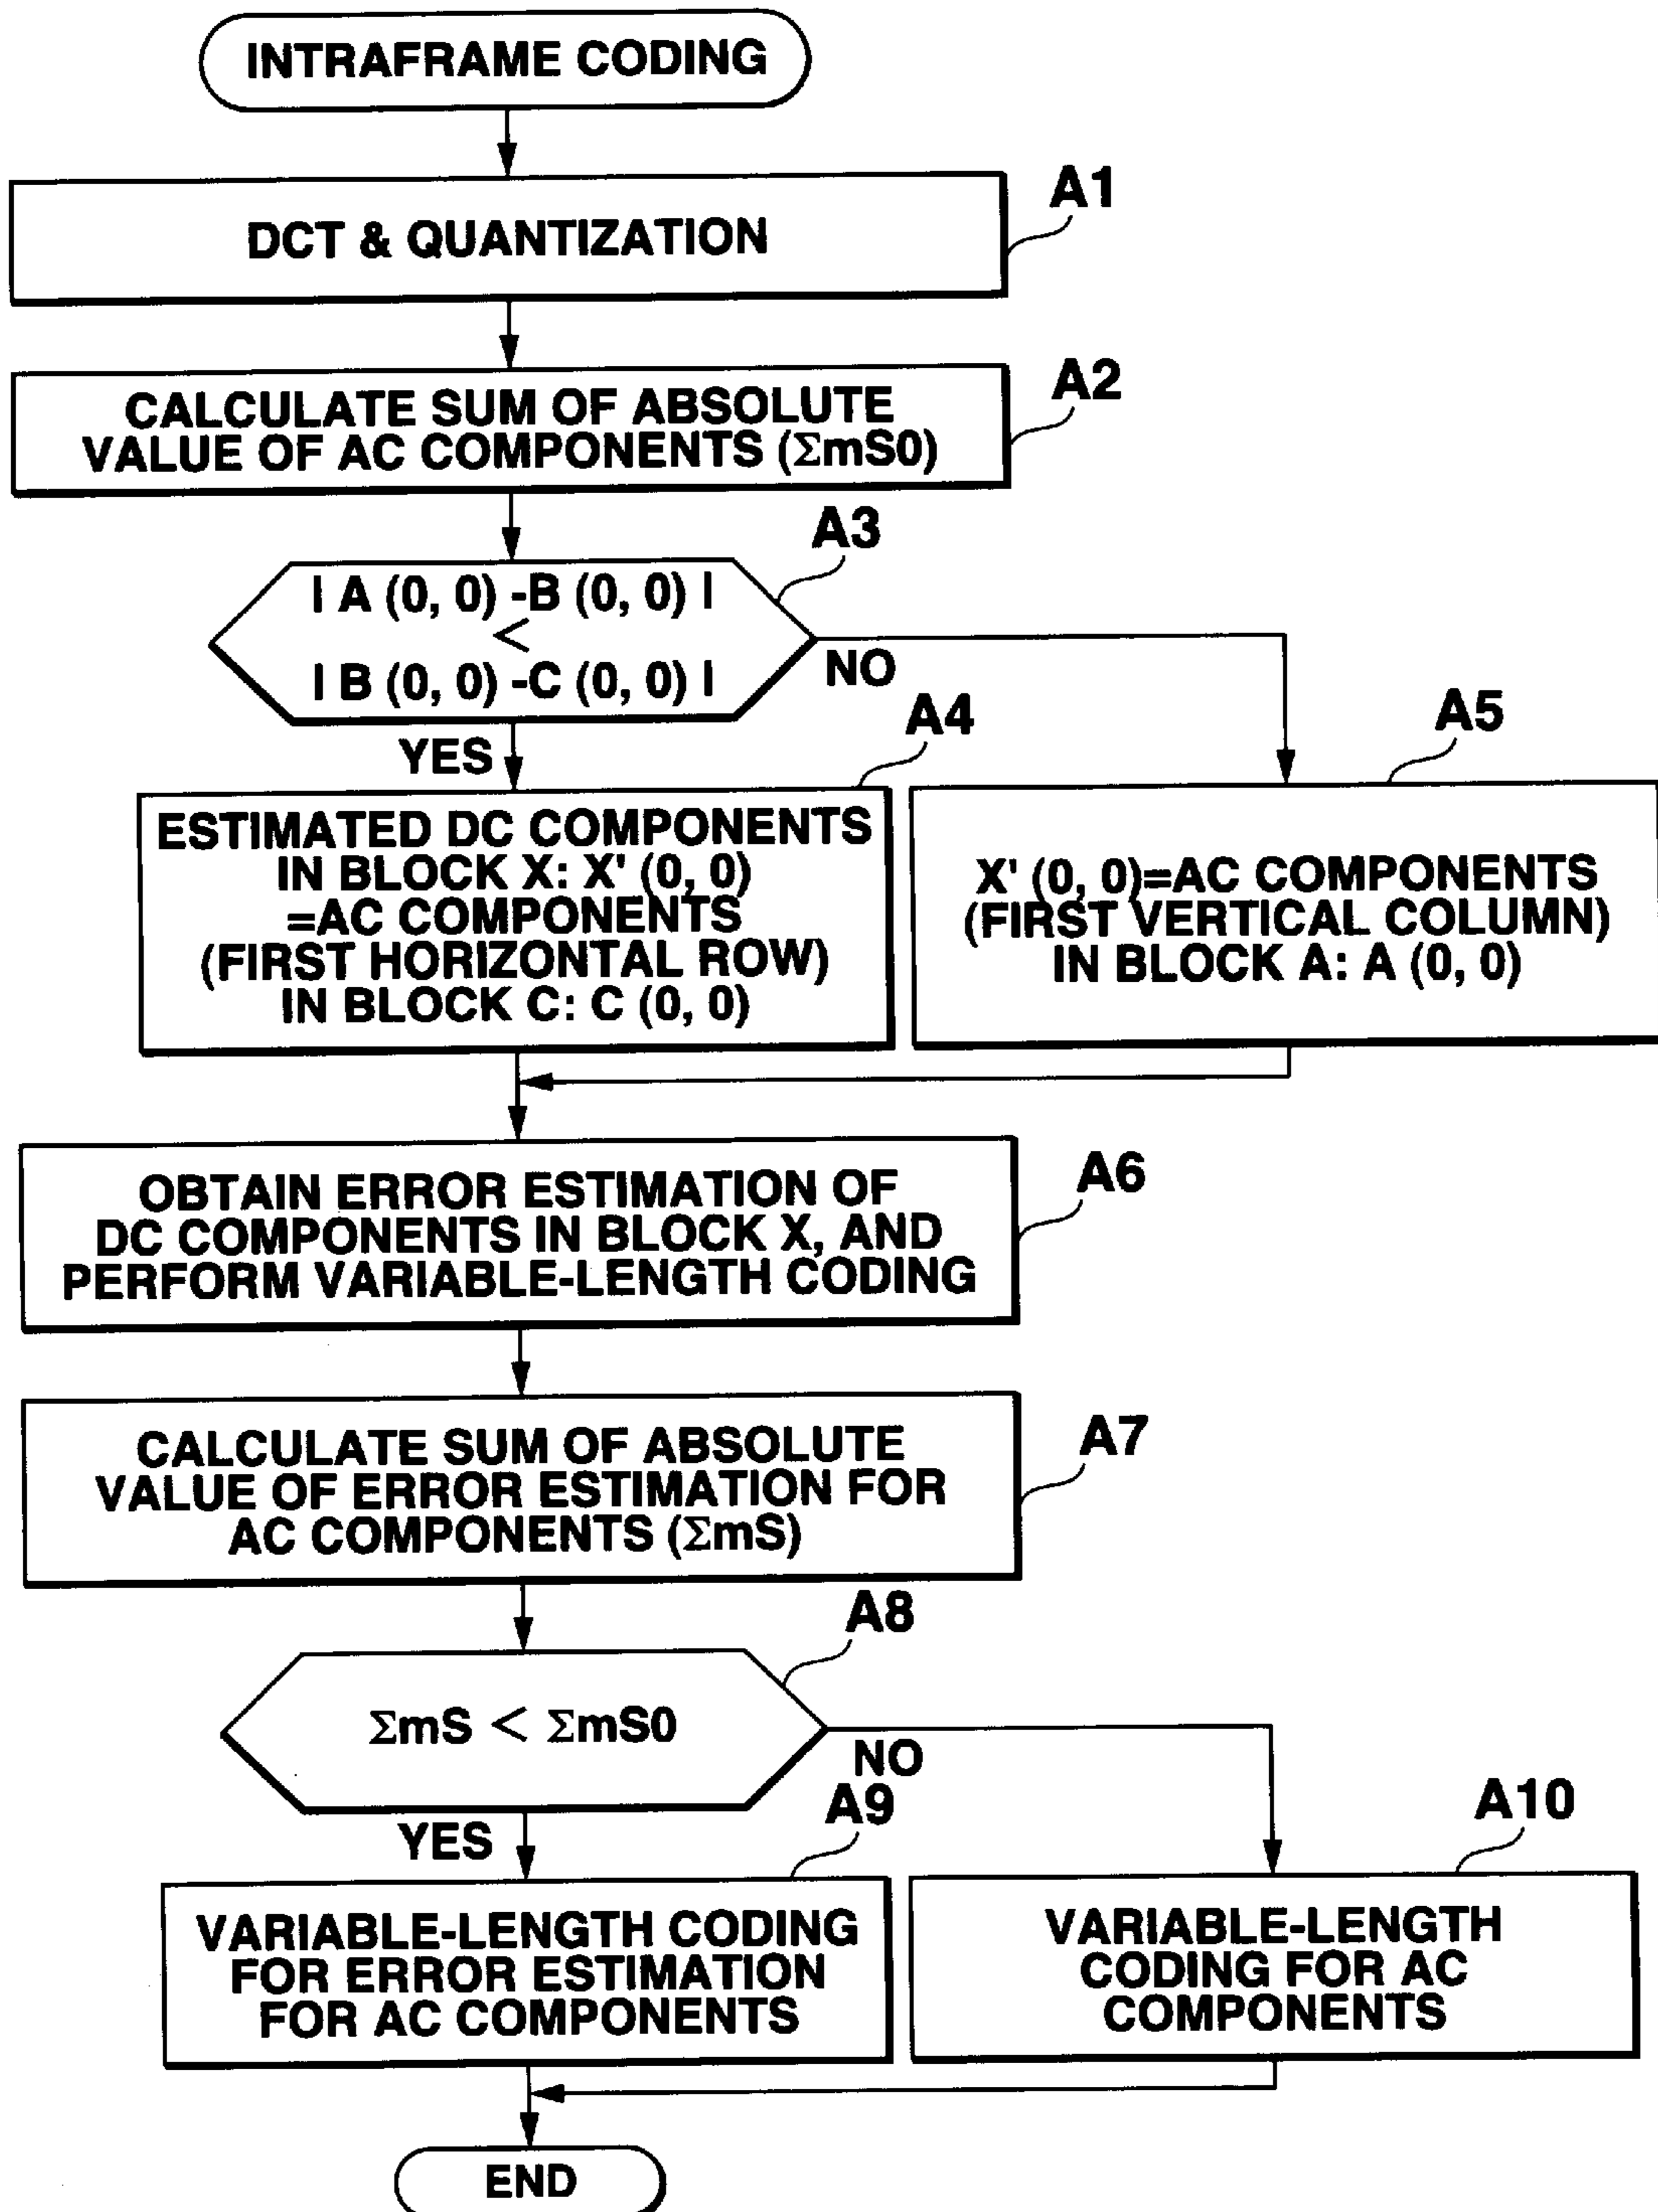 INTRAFRAME CODING
A1
DCT & QUANTIZATION
A2
CALCULATE SUM OF ABSOLUTE
VALUE OF AC COMPONENTS (ΣmS0)
A3
| A (0, 0) -B (0, 0) |
<
| B (0, 0) -C (0, 0) |
NO
YES
A4
ESTIMATED DC COMPONENTS
IN BLOCK X: X' (0, 0)
=AC COMPONENTS
(FIRST HORIZONTAL ROW)
IN BLOCK C: C (0, 0)
A5
X' (0, 0)=AC COMPONENTS
(FIRST VERTICAL COLUMN)
IN BLOCK A: A (0, 0)
A6
OBTAIN ERROR ESTIMATION OF
DC COMPONENTS IN BLOCK X, AND
PERFORM VARIABLE-LENGTH CODING
A7
CALCULATE SUM OF ABSOLUTE
VALUE OF ERROR ESTIMATION FOR
AC COMPONENTS (ΣmS)
A8
ΣmS < ΣmS0
NO
YES
A9
VARIABLE-LENGTH CODING
FOR ERROR ESTIMATION
FOR AC COMPONENTS
A10
VARIABLE-LENGTH
CODING FOR AC
COMPONENTS
END